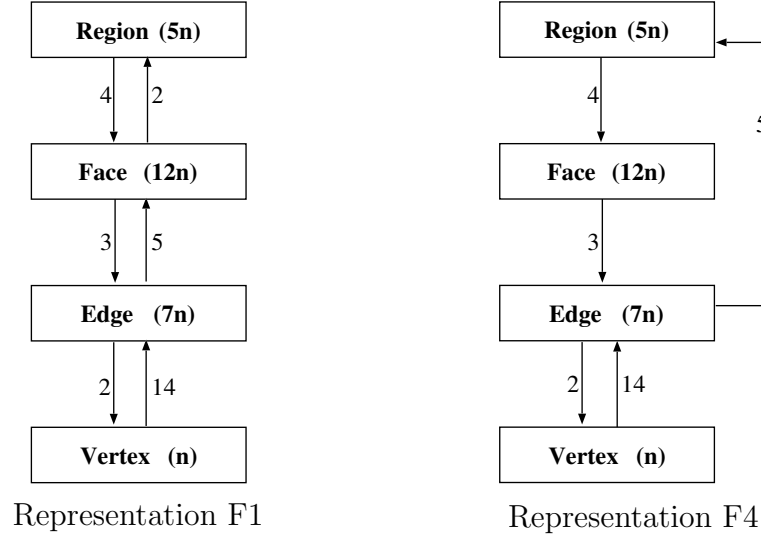 Region (5n)
4
2
Face (12n)
3
5
Edge (7n)
2
14
Vertex (n)
Representation F1
Region (5n)
4
5
Face (12n)
3
Edge (7n)
2
14
Vertex (n)
Representation F4